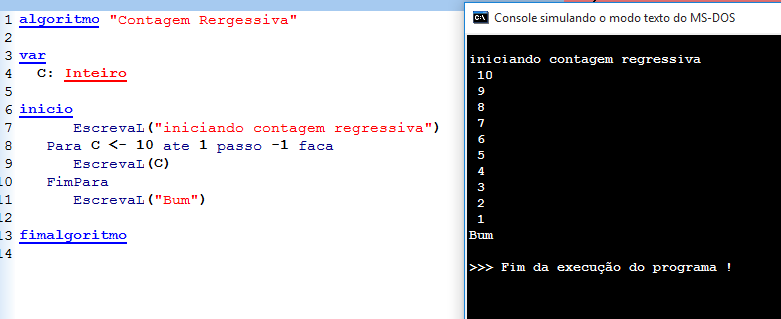 1 algoritmo "Contagem Rergessiva"
2
3 var
4 C: Inteiro
5
6 inicio
7 EscrevaL("iniciando contagem regressiva")
8 Para C <- 10 ate 1 passo -1 faca
9 EscrevaL(C)
10 FimPara
11 EscrevaL("Bum")
12
13 fimalgoritmo
14
C:\ Console simulando o modo texto do MS-DOS
iniciando contagem regressiva
10
9
8
7
6
5
4
3
2
1
Bum
>>> Fim da execução do programa !